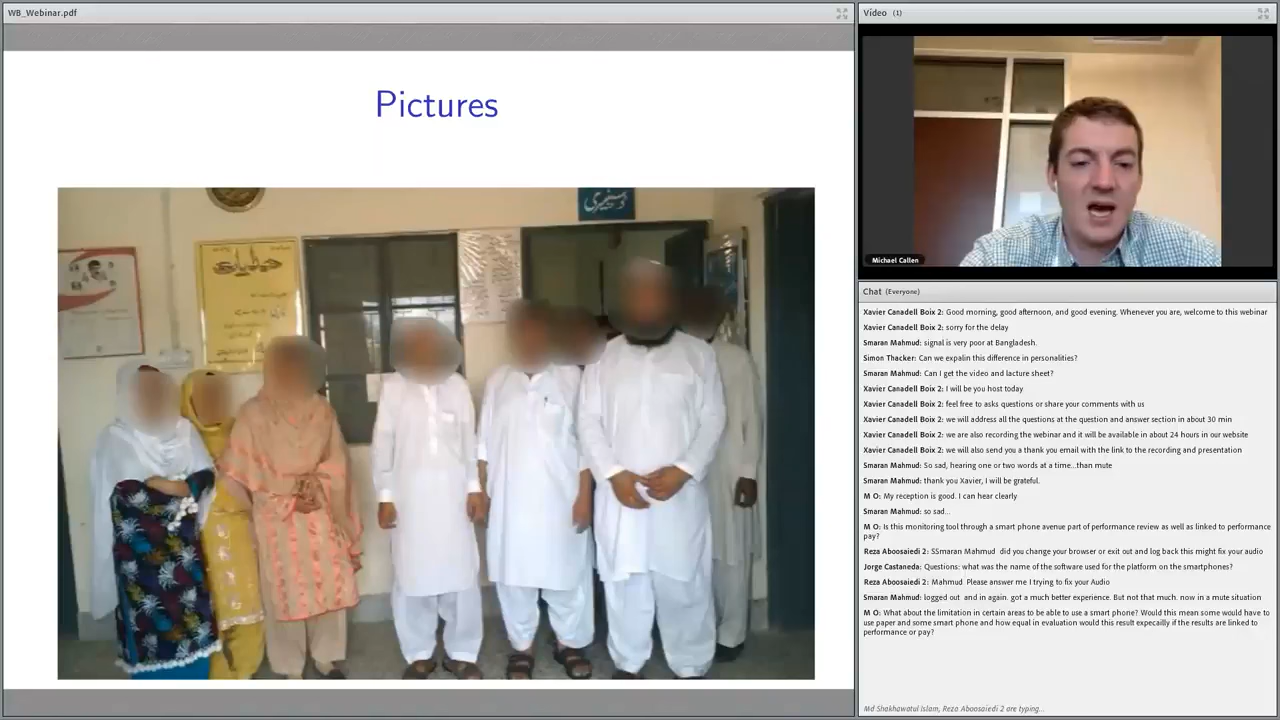 WB_Webinar.pdf
Pictures
ڈسپنسری
Video (1)
Michael Callen
Chat (Everyone)
Xavier Canadell Boix 2: Good morning, good afternoon, and good evening. Whenever you are, welcome to this webinar
Xavier Canadell Boix 2: sorry for the delay
Smaran Mahmud: signal is very poor at Bangladesh.
Simon Thacker: Can we expalin this difference in personalities?
Smaran Mahmud: Can I get the video and lacture sheet?
Xavier Canadell Boix 2: I will be you host today
Xavier Canadell Boix 2: feel free to asks questions or share your comments with us
Xavier Canadell Boix 2: we will address all the questions at the question and answer section in about 30 min
Xavier Canadell Boix 2: we are also recording the webinar and it will be available in about 24 hours in our website
Xavier Canadell Boix 2: we will also send you a thank you email with the link to the recording and presentation
Smaran Mahmud: So sad, hearing one or two words at a time...than mute
Smaran Mahmud: thank you Xavier, I will be grateful.
M O: My reception is good. I can hear clearly
Smaran Mahmud: so sad...
M O: Is this monitoring tool through a smart phone avenue part of performance review as well as linked to performance
pay?
Reza Aboosaiedi 2: SSmaran Mahmud did you change your browser or exit out and log back this might fix your audio
Jorge Castaneda: Questions: what was the name of the software used for the platform on the smartphones?
Reza Aboosaiedi 2: Mahmud Please answer me I trying to fix your Audio
Smaran Mahmud: logged out and in again. got a much better experience. But not that much. now in a mute situation
M O: What about the limitation in certain areas to be able to use a smart phone? Would this mean some would have to
use paper and some smart phone and how equal in evaluation would this result expecailly if the results are linked to
performance or pay?
Md Shakhawatul Islam, Reza Aboosaiedi 2 are typing...